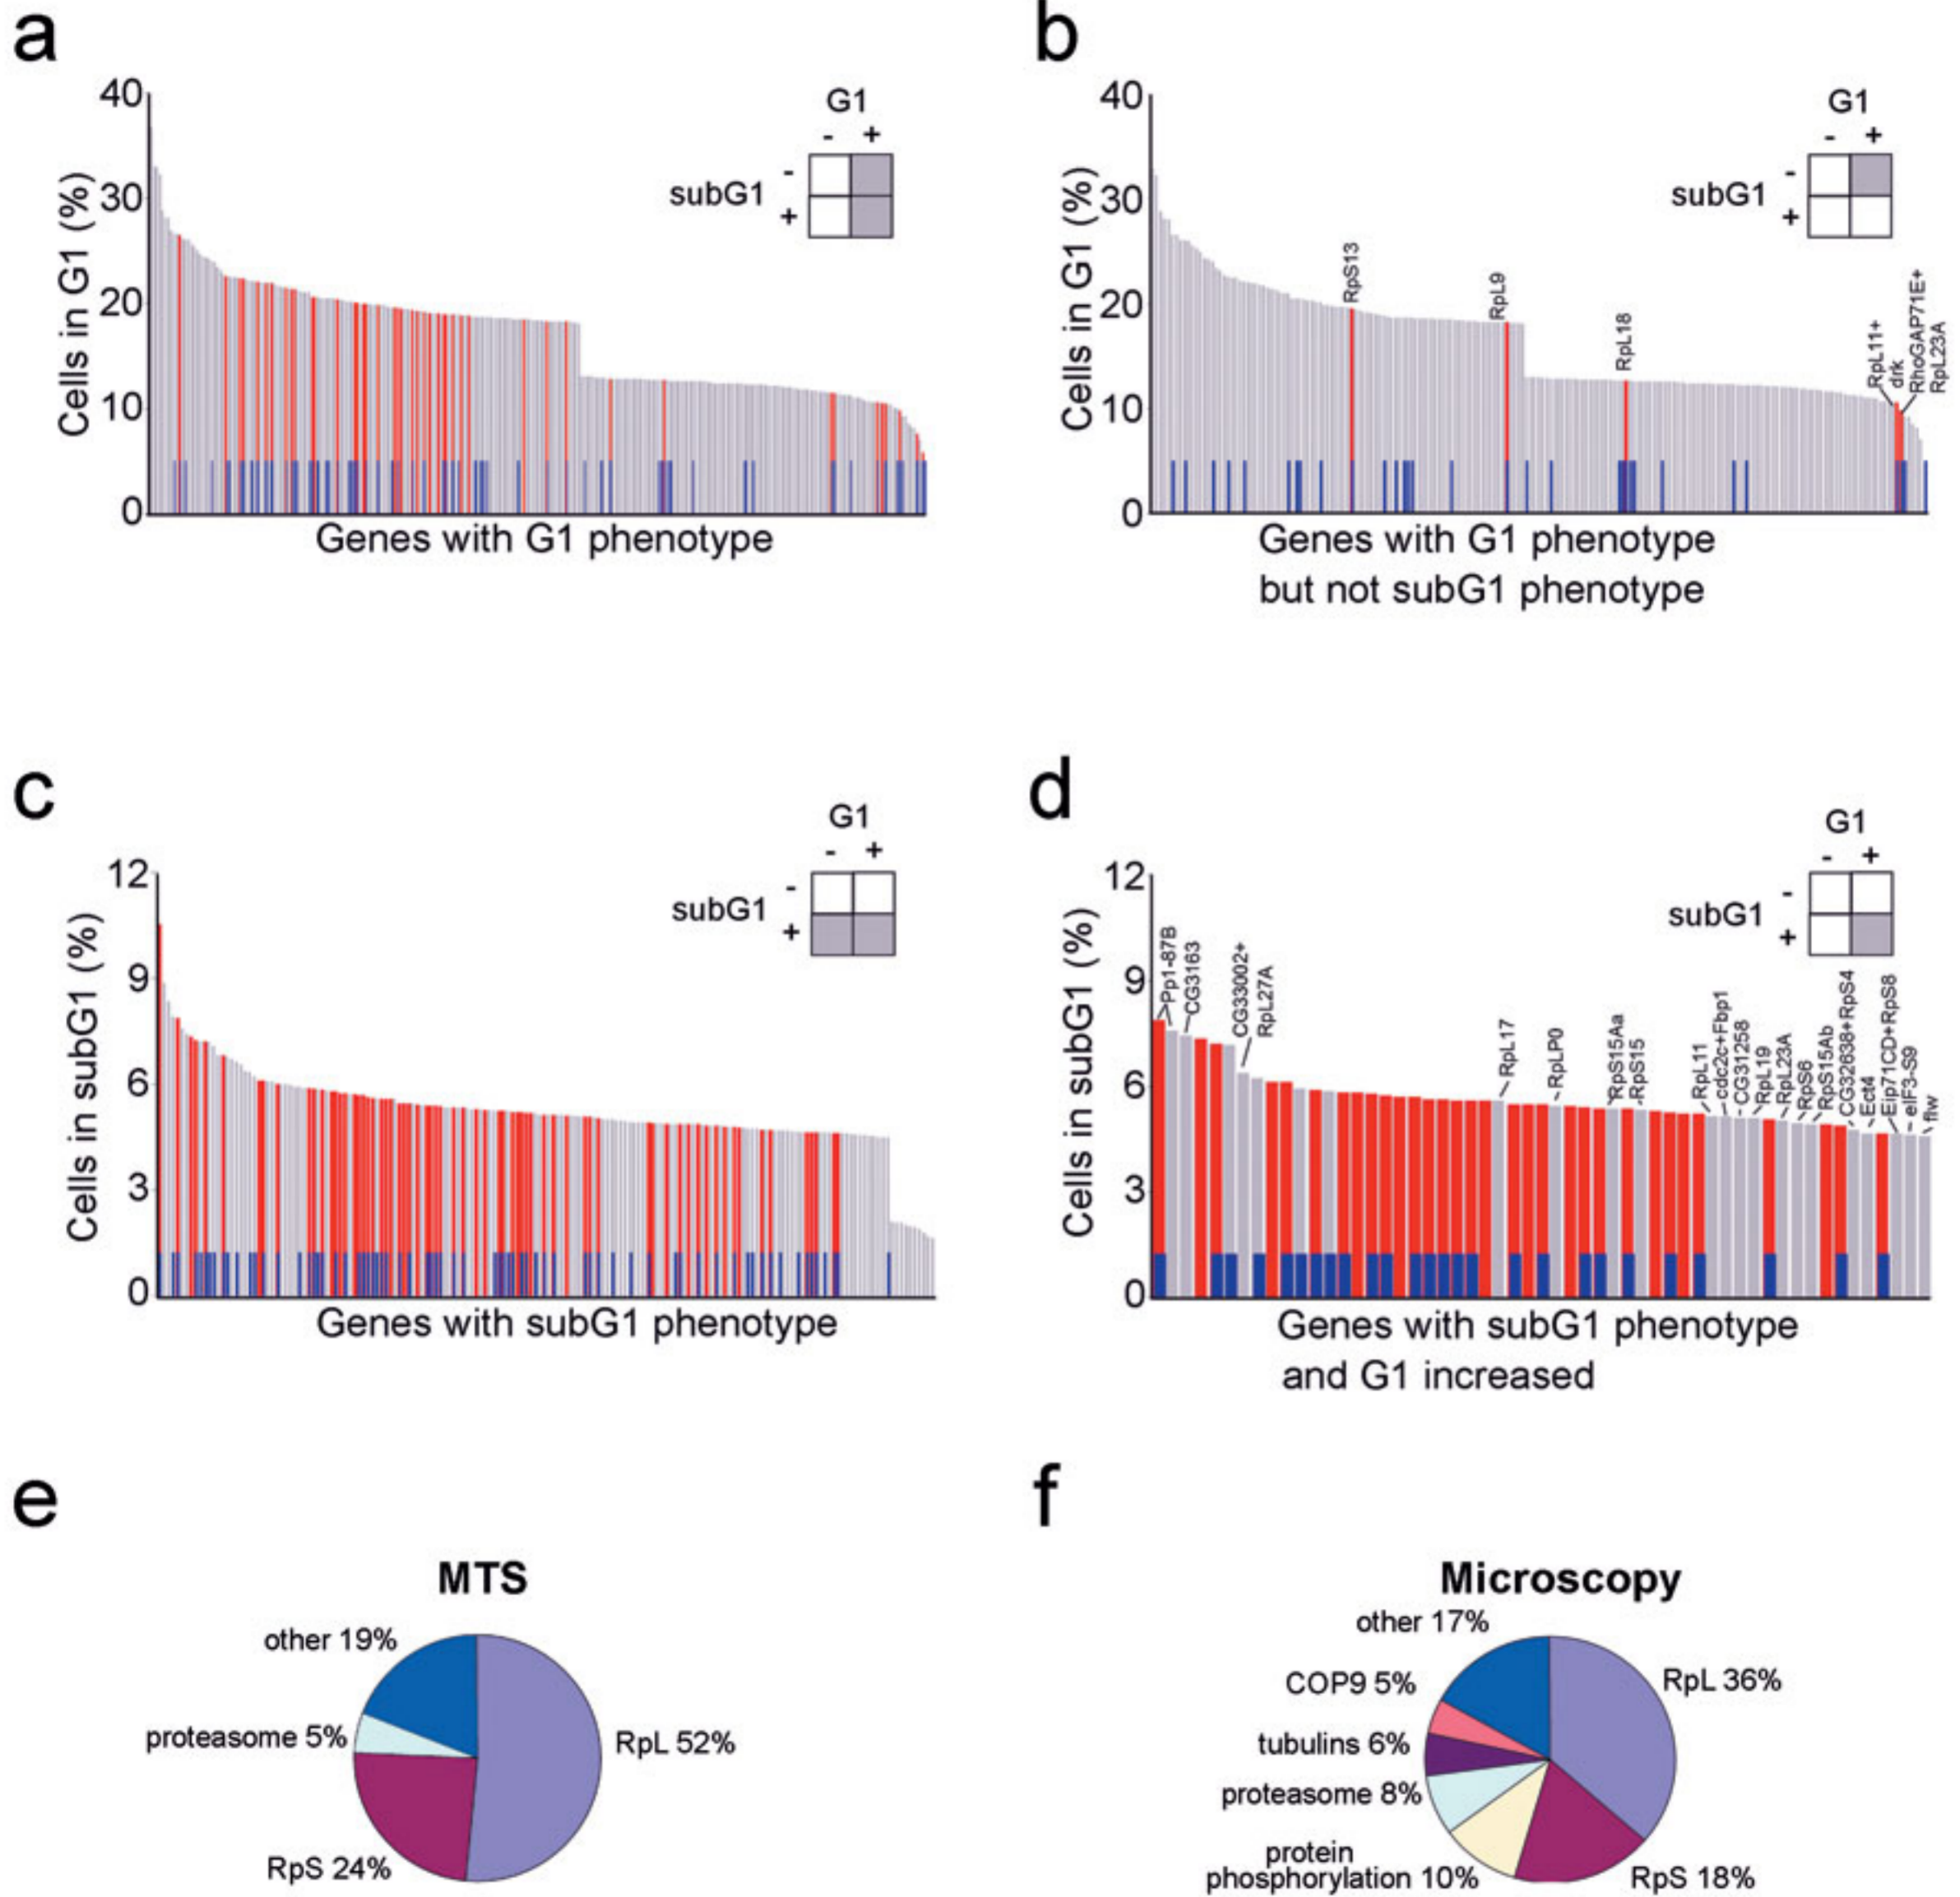 a
40
30
20
10
0
Cells in G1 (%)
G1
- +
subG1
-
+
Genes with G1 phenotype
b
40
30
20
10
0
Cells in G1 (%)
G1
- +
subG1
-
+
RpS13
RpL9
RpL18
RpL11+
drk
RhoGAP71E+
RpL23A
Genes with G1 phenotype
but not subG1 phenotype
c
12
9
6
3
0
Cells in subG1 (%)
G1
- +
subG1
-
+
Genes with subG1 phenotype
d
12
9
6
3
0
Cells in subG1 (%)
G1
- +
subG1
-
+
Pp1-87B
CG3163
CG33002+
RpL27A
RpL17
RpLP0
RpS15Aa
RpS15
RpL11
cdc2c+Fbp1
CG31258
RpL19
RpL23A
RpS6
RpS15Ab
CG32638+RpS4
Ect4
Eip71CD+RpS8
eIF3-S9
flw
Genes with subG1 phenotype
and G1 increased
e
MTS
other 19%
proteasome 5%
RpL 52%
RpS 24%
f
Microscopy
other 17%
COP9 5%
RpL 36%
tubulins 6%
proteasome 8%
protein
phosphorylation 10%
RpS 18%